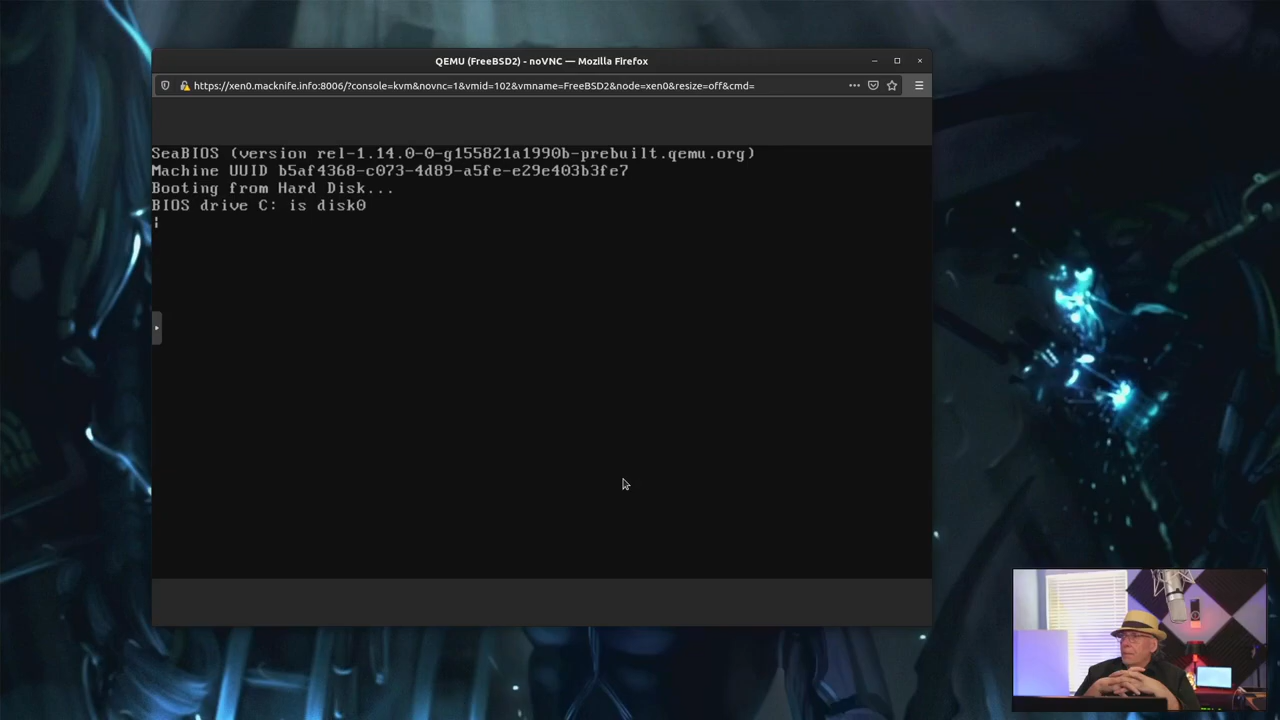 QEMU (FreeBSD2) - noVNC — Mozilla Firefox
https://xen0.macknife.info:8006/?console=kvm&novnc=1&vmid=102&vmname=FreeBSD2&node=xen0&resize=off&cmd=
SeaBIOS (version rel-1.14.0-0-g155821a1990b-prebuilt.qemu.org)
Machine UUID b5af4368-c073-4d89-a5fe-e29e403b3fe7
Booting from Hard Disk...
BIOS drive C: is disk0